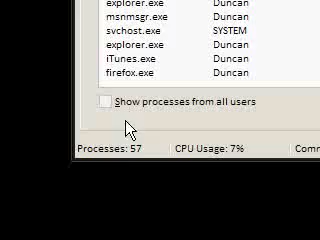 explorer.exe Duncan
msnmsgr.exe Duncan
svchost.exe SYSTEM
explorer.exe Duncan
iTunes.exe Duncan
firefox.exe Duncan
Show processes from all users
Processes: 57 CPU Usage: 7% Comm